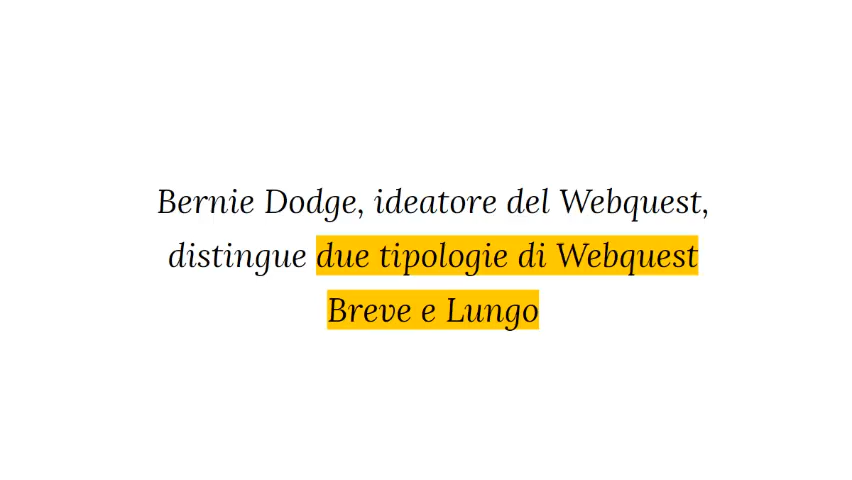 Bernie Dodge, ideatore del Webquest,
distingue due tipologie di Webquest
Breve e Lungo